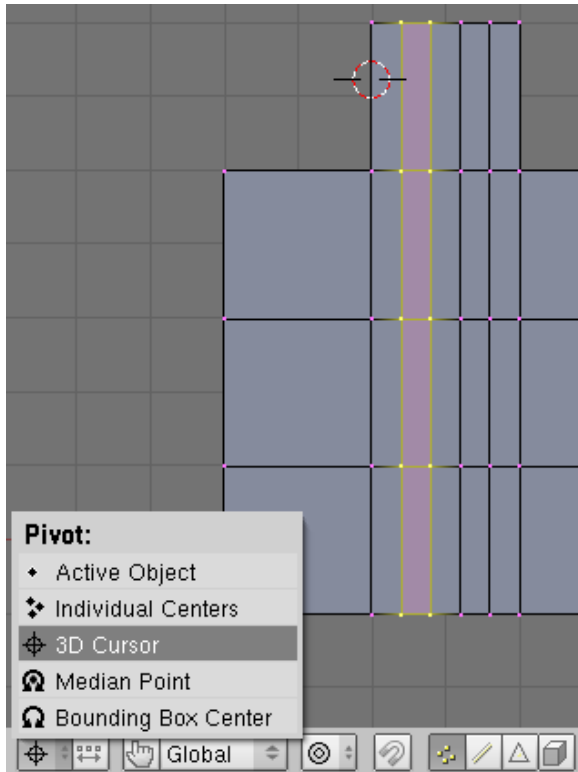 Pivot:
Active Object
Individual Centers
3D Cursor
Median Point
Bounding Box Center
Global